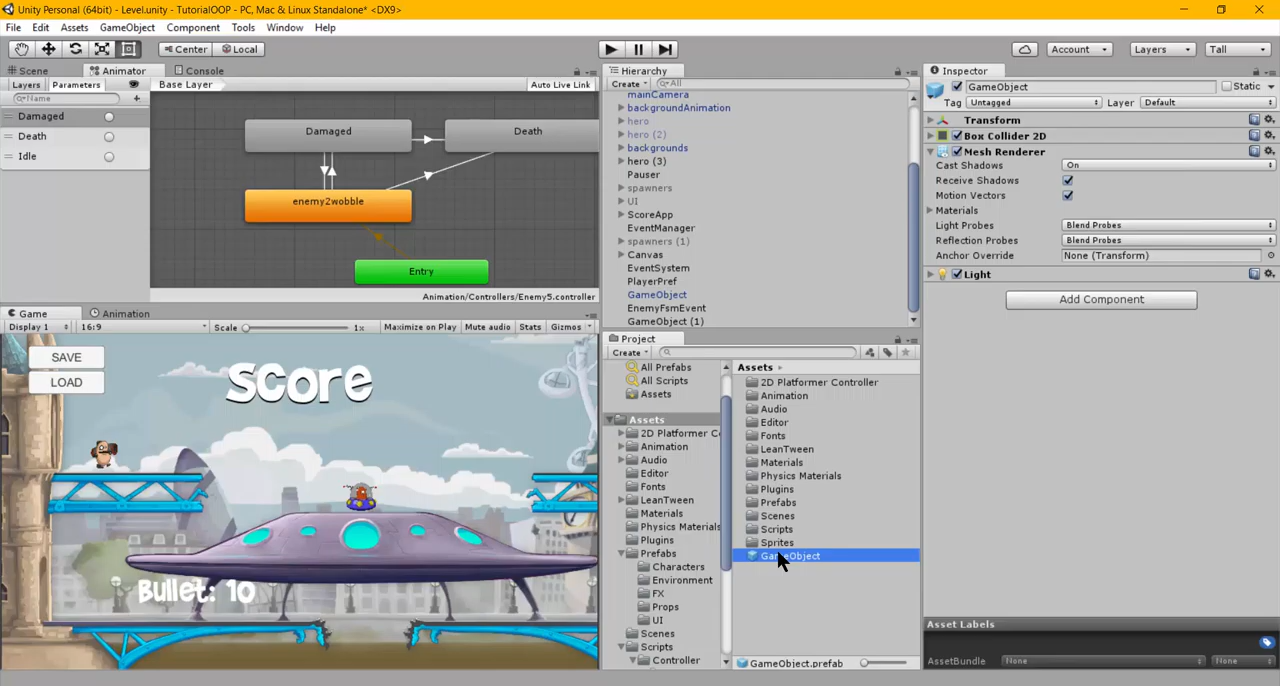 Unity Personal (64bit) - Level.unity - TutorialOOP - PC, Mac & Linux Standalone* <DX9>
File Edit Assets GameObject Component Tools Window Help
Center Local Account Layers Tall
Scene Animator Console
Layers Parameters Base Layer Auto Live Link
Name
Damaged
Death
Idle
Damaged
Death
enemy2wobble
Entry
Animation/Controllers/Enemy5.controller
Game Animation
Display 1 16:9 Scale 1x Maximize on Play Mute audio Stats Gizmos
SAVE
LOAD
Score
Bullet: 10
Hierarchy
Create All
mainCamera
backgroundAnimation
hero
hero (2)
backgrounds
hero (3)
Pauser
spawners
UI
ScoreApp
EventManager
spawners (1)
Canvas
EventSystem
PlayerPref
GameObject
EnemyFsmEvent
GameObject (1)
Project
Create
All Prefabs
All Scripts
Assets
Assets
2D Platformer Co
Animation
Audio
Editor
Fonts
LeanTween
Materials
Physics Materials
Plugins
Prefabs
Characters
Environment
FX
Props
UI
Scenes
Scripts
Controller
Assets
2D Platformer Controller
Animation
Audio
Editor
Fonts
LeanTween
Materials
Physics Materials
Plugins
Prefabs
Scenes
Scripts
Sprites
GameObject
GameObject.prefab
Inspector
GameObject Static
Tag Untagged Layer Default
Transform
Box Collider 2D
Mesh Renderer
Cast Shadows On
Receive Shadows
Motion Vectors
Materials
Light Probes Blend Probes
Reflection Probes Blend Probes
Anchor Override None (Transform)
Light
Add Component
Asset Labels
AssetBundle None None